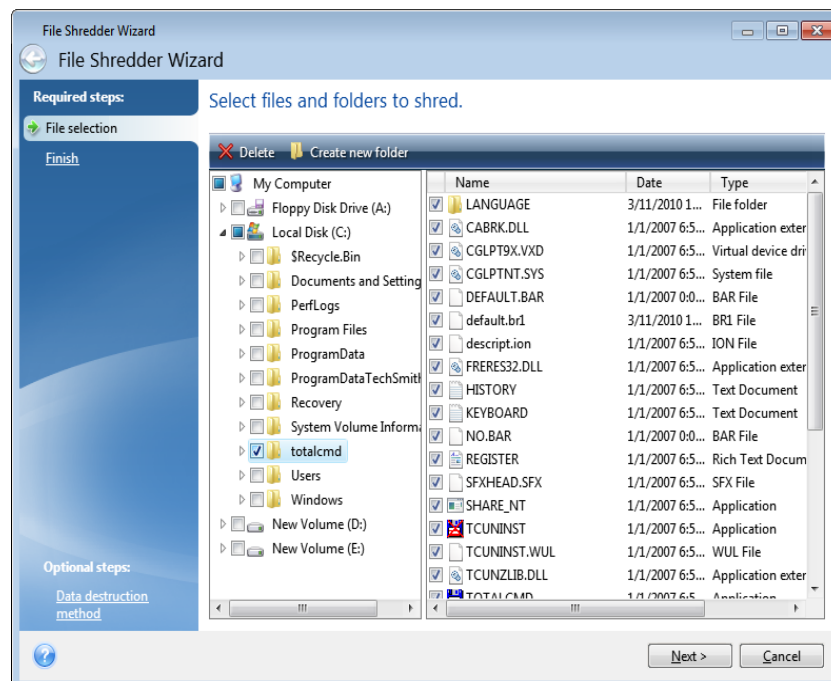 File Shredder Wizard
File Shredder Wizard
Required steps:
File selection
Finish
Optional steps:
Data destruction
method
Select files and folders to shred.
Delete Create new folder
My Computer
Floppy Disk Drive (A:)
Local Disk (C:)
$Recycle.Bin
Documents and Setting
PerfLogs
Program Files
ProgramData
ProgramDataTechSmith
Recovery
System Volume Informa
totalcmd
Users
Windows
New Volume (D:)
New Volume (E:)
Name Date Type
LANGUAGE 3/11/2010 1... File folder
CABRK.DLL 1/1/2007 6:5... Application exter
CGLPT9X.VXD 1/1/2007 6:5... Virtual device dri
CGLPTNT.SYS 1/1/2007 6:5... System file
DEFAULT.BAR 1/1/2007 0:0... BAR File
default.br1 3/11/2010 1... BR1 File
descript.ion 1/1/2007 6:5... ION File
FRERES32.DLL 1/1/2007 6:5... Application exter
HISTORY 1/1/2007 6:5... Text Document
KEYBOARD 1/1/2007 6:5... Text Document
NO.BAR 1/1/2007 0:0... BAR File
REGISTER 1/1/2007 6:5... Rich Text Docum
SFXHEAD.SFX 1/1/2007 6:5... SFX File
SHARE_NT 1/1/2007 6:5... Application
TCUNINST 1/1/2007 6:5... Application
TCUNINST.WUL 1/1/2007 6:5... WUL File
TCUNZLIB.DLL 1/1/2007 6:5... Application exter
TOTALCMD 1/1/2007 6:5... Application
Next > Cancel